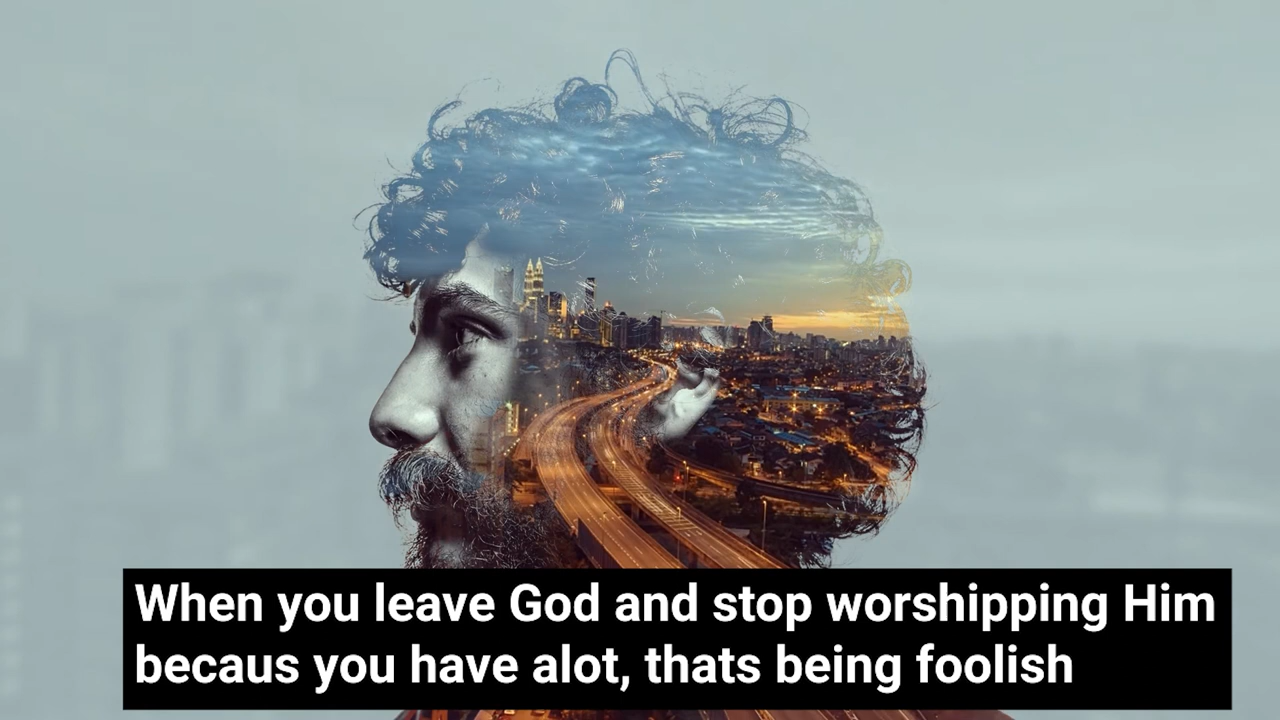 When you leave God and stop worshipping Him
becaus you have alot, thats being foolish